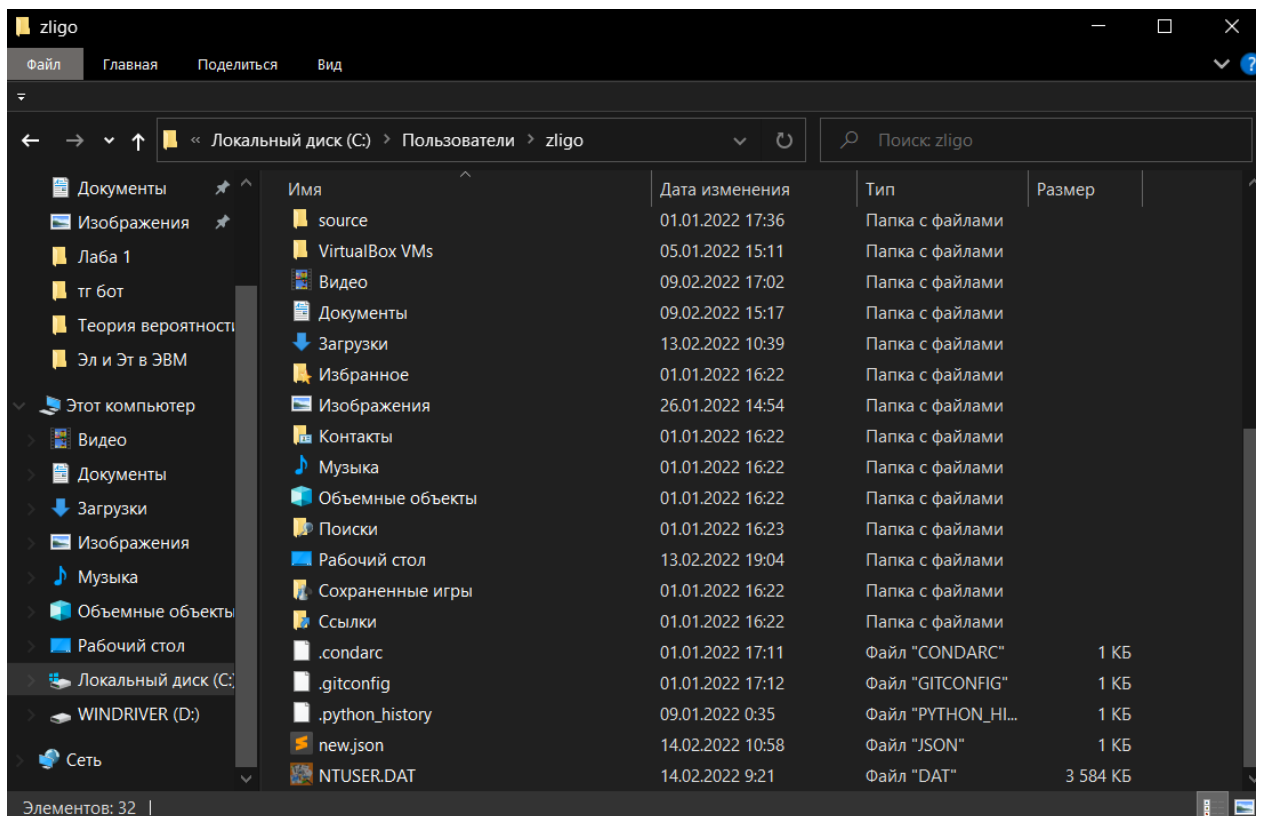 zligo
Файл Главная Поделиться Вид
« Локальный диск (C:) > Пользователи > zligo
Поиск: zligo
Документы
Изображения
Лаба 1
тг бот
Теория вероятности
Эл и Эт в ЭВМ
Этот компьютер
Видео
Документы
Загрузки
Изображения
Музыка
Объемные объекты
Рабочий стол
Локальный диск (C:)
WINDRIVER (D:)
Сеть
Имя Дата изменения Тип Размер
source 01.01.2022 17:36 Папка с файлами
VirtualBox VMs 05.01.2022 15:11 Папка с файлами
Видео 09.02.2022 17:02 Папка с файлами
Документы 09.02.2022 15:17 Папка с файлами
Загрузки 13.02.2022 10:39 Папка с файлами
Избранное 01.01.2022 16:22 Папка с файлами
Изображения 26.01.2022 14:54 Папка с файлами
Контакты 01.01.2022 16:22 Папка с файлами
Музыка 01.01.2022 16:22 Папка с файлами
Объемные объекты 01.01.2022 16:22 Папка с файлами
Поиски 01.01.2022 16:23 Папка с файлами
Рабочий стол 13.02.2022 19:04 Папка с файлами
Сохраненные игры 01.01.2022 16:22 Папка с файлами
Ссылки 01.01.2022 16:22 Папка с файлами
.condarc 01.01.2022 17:11 Файл "CONDARC" 1 КБ
.gitconfig 01.01.2022 17:12 Файл "GITCONFIG" 1 КБ
.python_history 09.01.2022 0:35 Файл "PYTHON_HI... 1 КБ
new.json 14.02.2022 10:58 Файл "JSON" 1 КБ
NTUSER.DAT 14.02.2022 9:21 Файл "DAT" 3 584 КБ
Элементов: 32